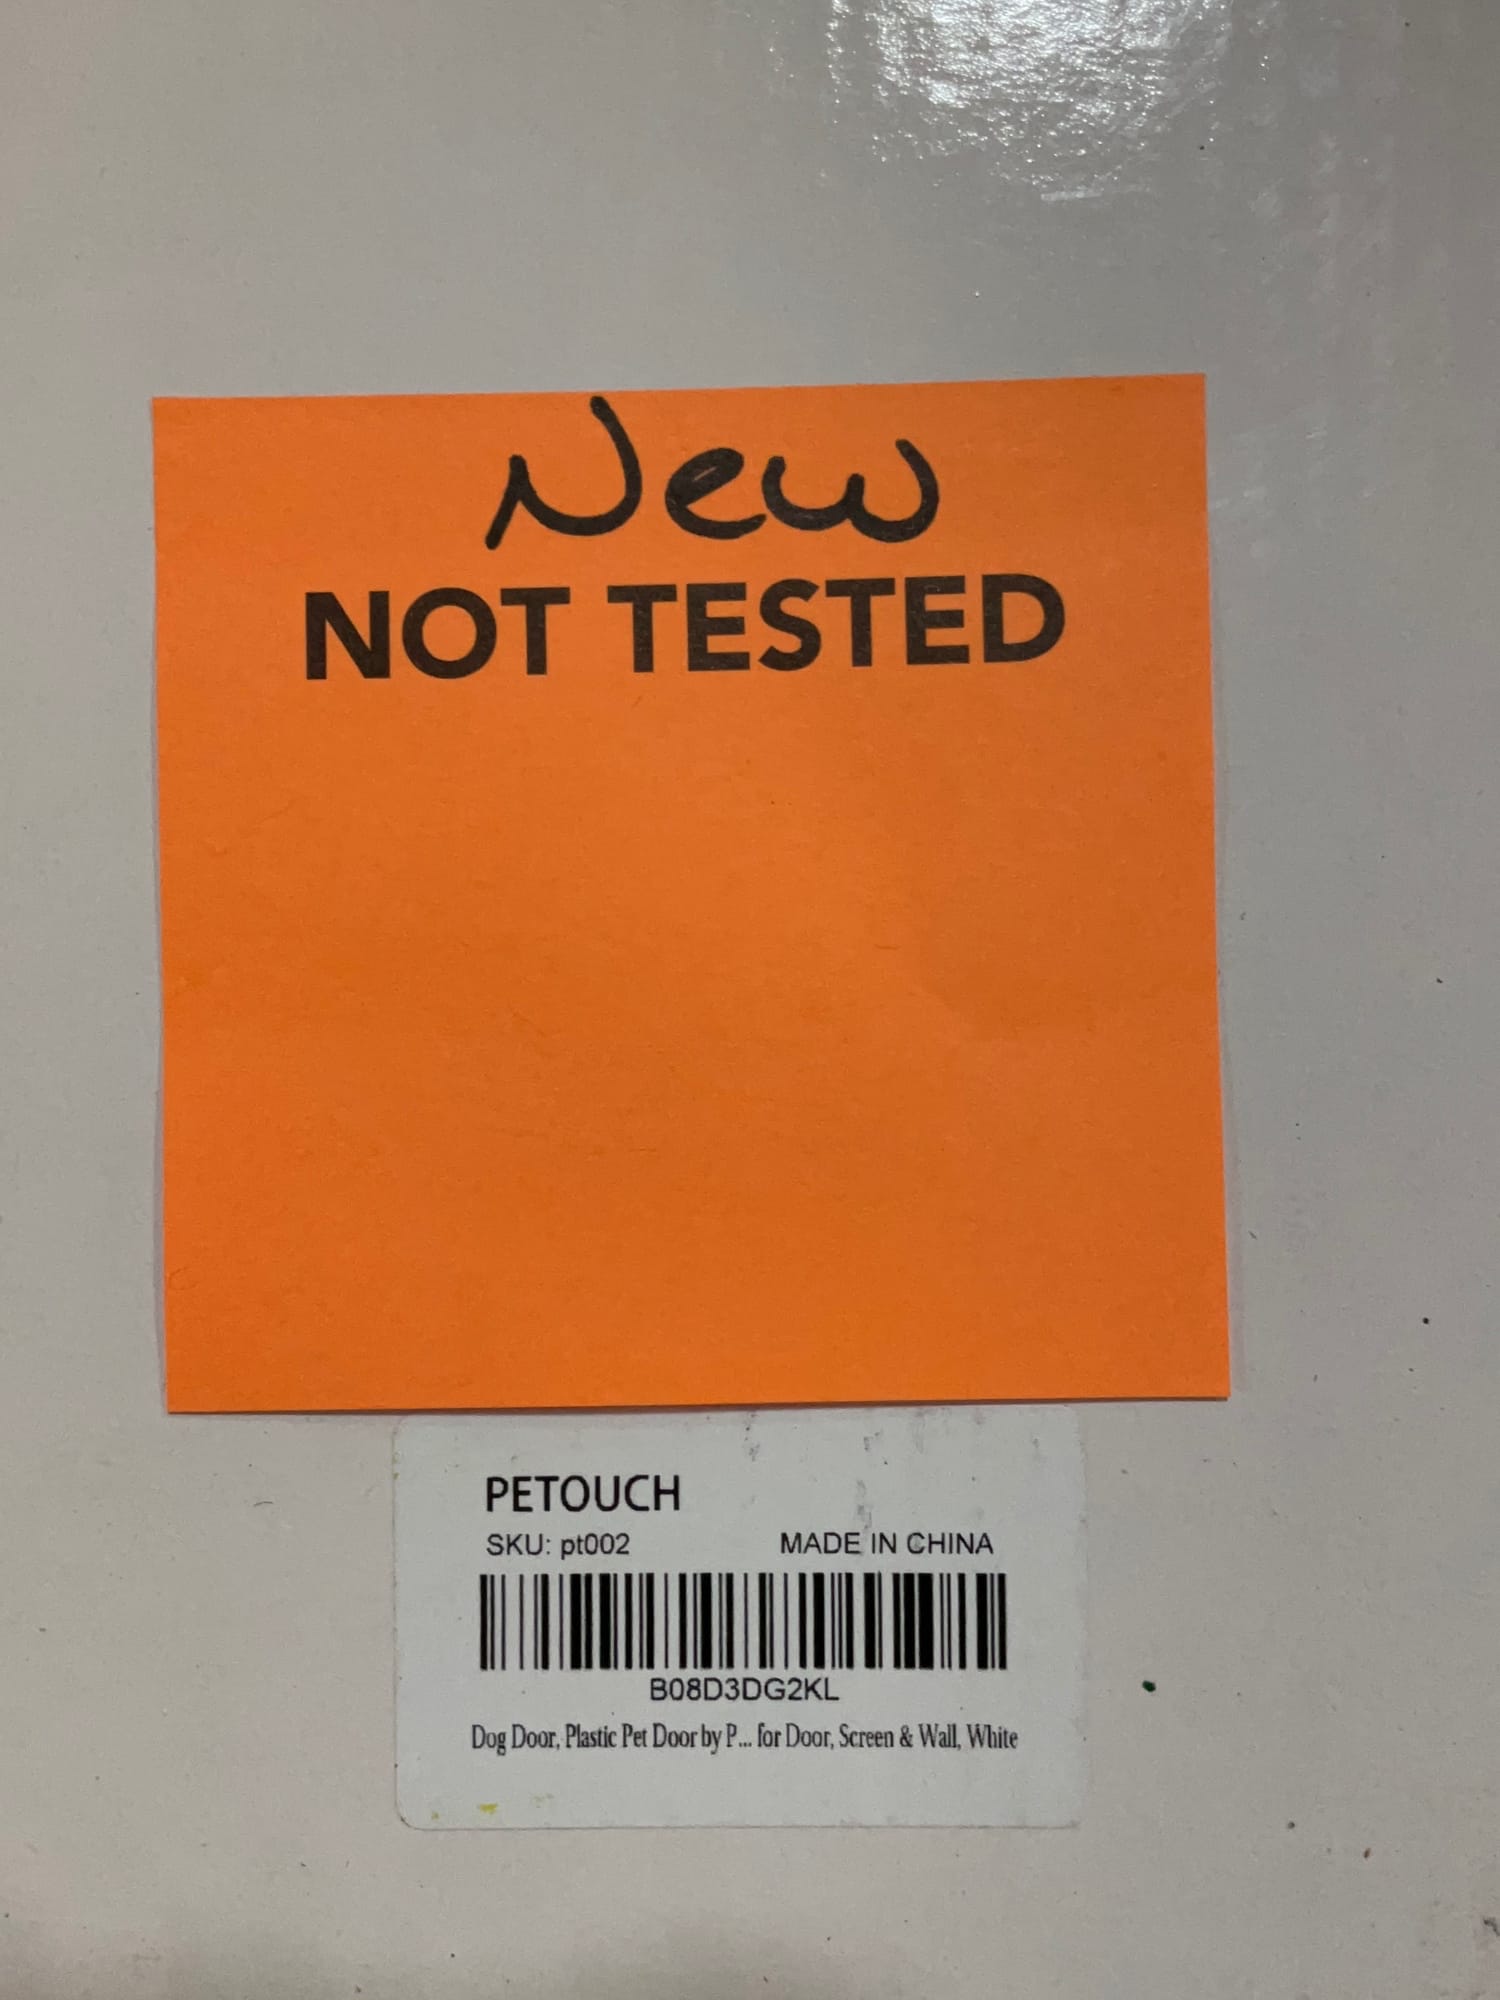 New
NOT TESTED
PETOUCH
SKU: pt002 MADE IN CHINA
B08D3DG2KL
Dog Door, Plastic Pet Door by P... for Door, Screen & Wall, White